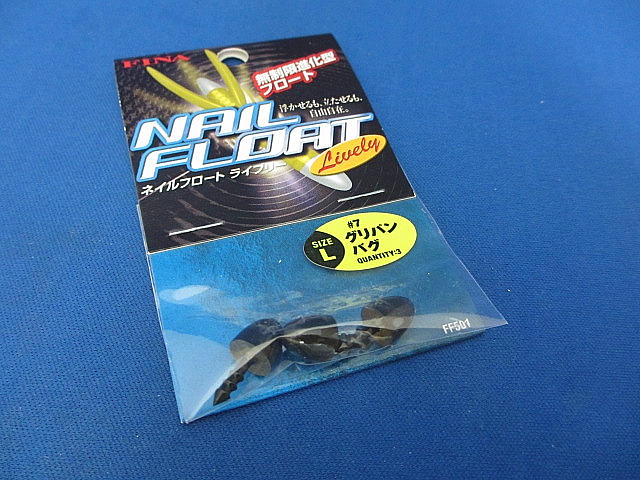 FINA
無制限進化型
フロート
浮かせるも、立たせるも、
自由自在。
NAIL
FLOAT
Lively
ネイルフロート ライブリー
SIZE
L
#7
グリパン
バグ
QUANTITY:3
FF501